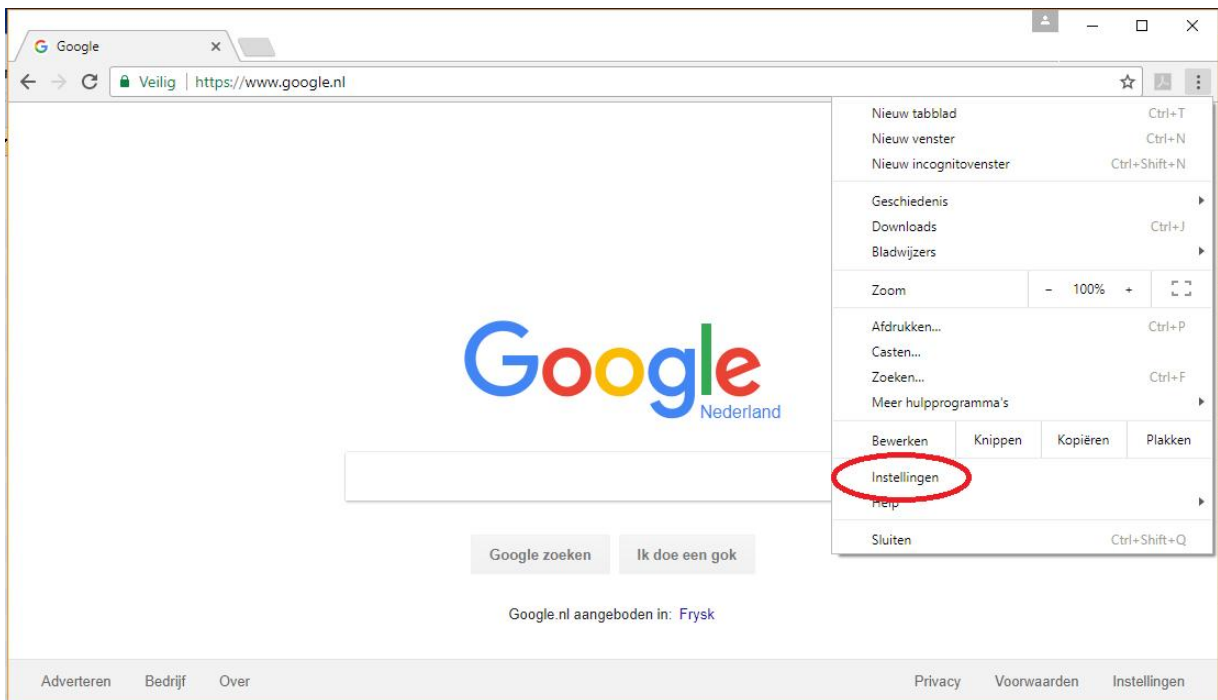 Google
Veilig | https://www.google.nl
Nieuw tabblad Ctrl+T
Nieuw venster Ctrl+N
Nieuw incognitovenster Ctrl+Shift+N
Geschiedenis
Downloads Ctrl+J
Bladwijzers
Zoom - 100% +
Afdrukken... Ctrl+P
Casten...
Zoeken... Ctrl+F
Meer hulpprogramma's
Bewerken Knippen Kopiëren Plakken
Instellingen
Help
Sluiten Ctrl+Shift+Q
Google
Nederland
Google zoeken Ik doe een gok
Google.nl aangeboden in: Frysk
Adverteren Bedrijf Over Privacy Voorwaarden Instellingen